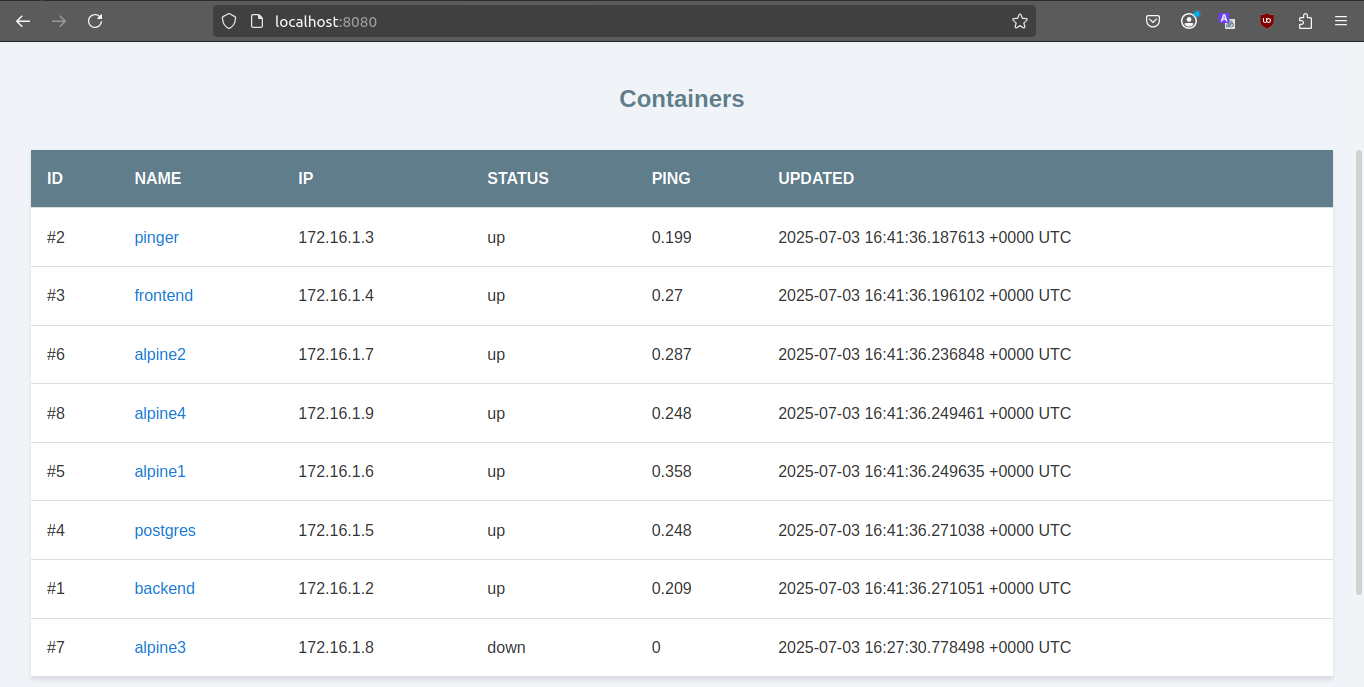 localhost:8080
Containers
ID NAME IP STATUS PING UPDATED
#2 pinger 172.16.1.3 up 0.199 2025-07-03 16:41:36.187613 +0000 UTC
#3 frontend 172.16.1.4 up 0.27 2025-07-03 16:41:36.196102 +0000 UTC
#6 alpine2 172.16.1.7 up 0.287 2025-07-03 16:41:36.236848 +0000 UTC
#8 alpine4 172.16.1.9 up 0.248 2025-07-03 16:41:36.249461 +0000 UTC
#5 alpine1 172.16.1.6 up 0.358 2025-07-03 16:41:36.249635 +0000 UTC
#4 postgres 172.16.1.5 up 0.248 2025-07-03 16:41:36.271038 +0000 UTC
#1 backend 172.16.1.2 up 0.209 2025-07-03 16:41:36.271051 +0000 UTC
#7 alpine3 172.16.1.8 down 0 2025-07-03 16:27:30.778498 +0000 UTC